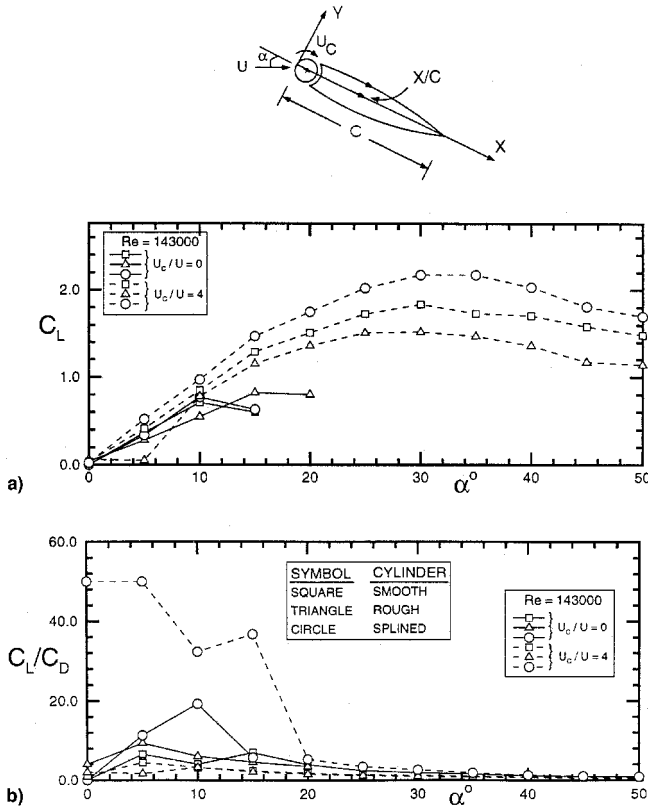 Y
U_C
α
U
X/C
C
X
Re = 143000
U_c / U = 0
U_c / U = 4
2.0
C_L
1.0
0.0
0 10 20 30 40 50
α°
a)
60.0
SYMBOL CYLINDER
SQUARE SMOOTH
TRIANGLE ROUGH
CIRCLE SPLINED
Re = 143000
U_c / U = 0
U_c / U = 4
40.0
C_L/C_D
20.0
0.0
0 10 20 30 40 50
α°
b)